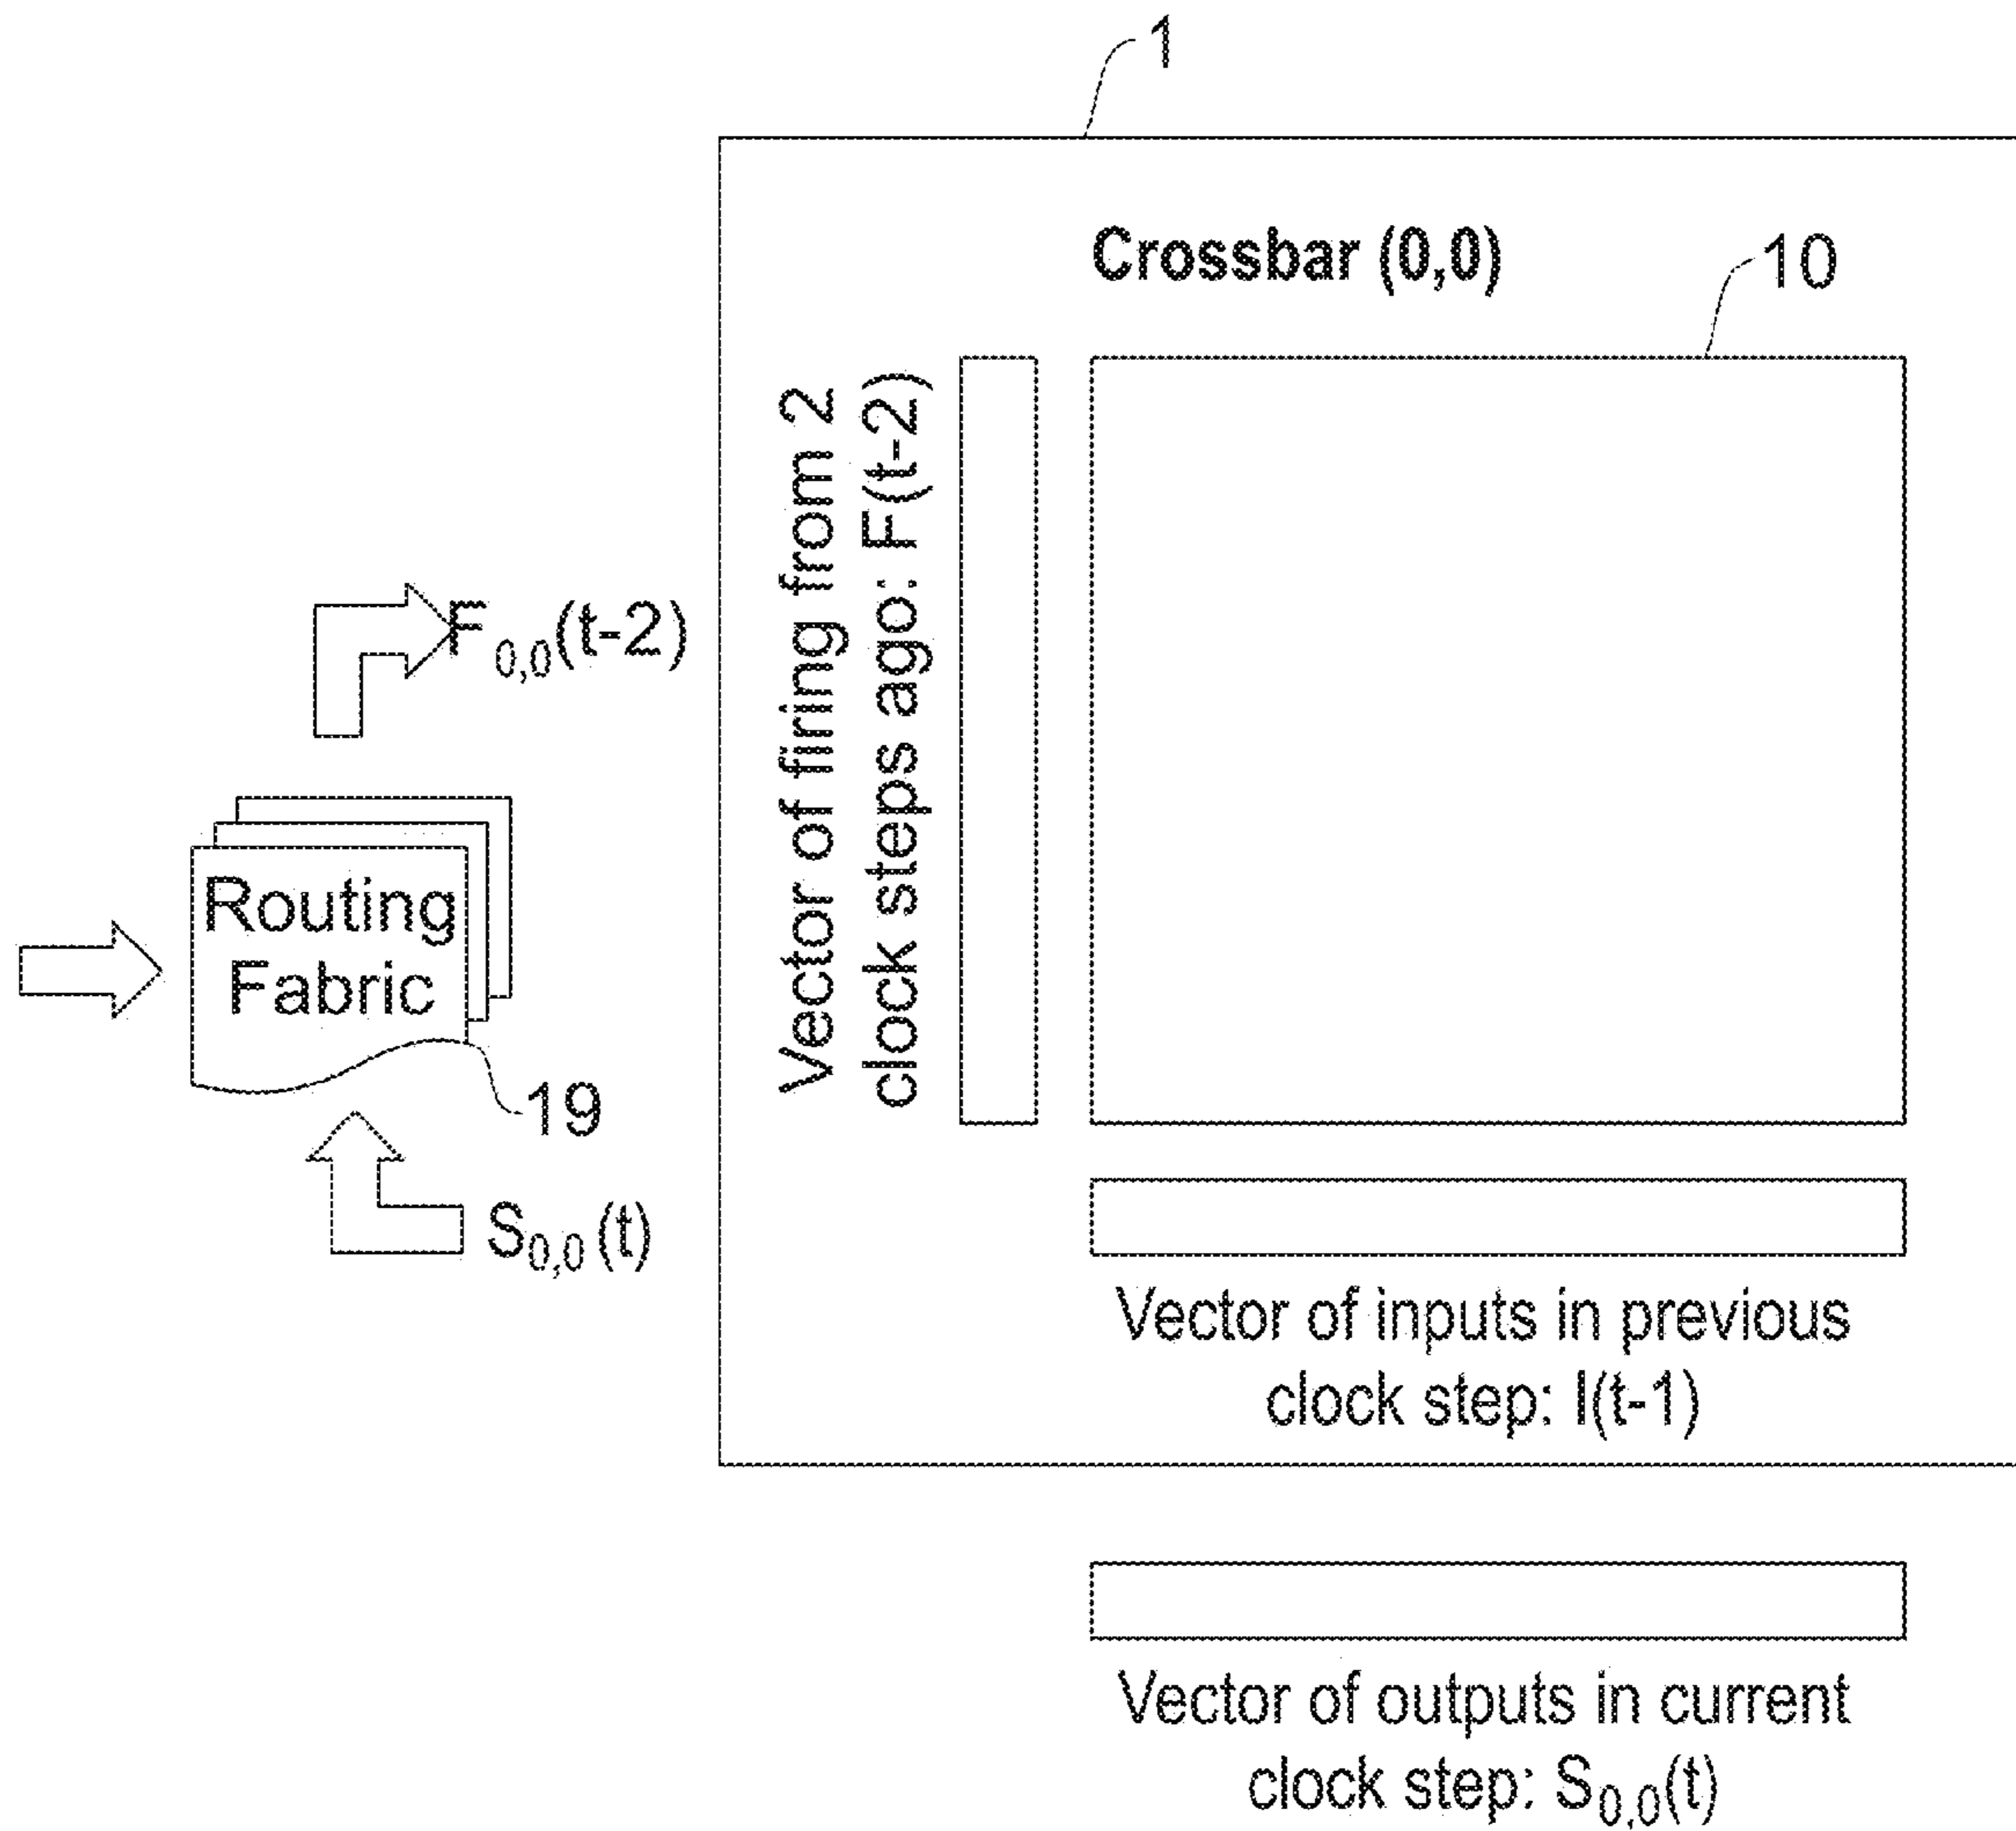 1
Crossbar (0,0)
10
Vector of firing from 2
clock steps ago: F(t-2)
F0,0(t-2)
Routing
Fabric
19
S0,0(t)
Vector of inputs in previous
clock step: I(t-1)
Vector of outputs in current
clock step: S0,0(t)